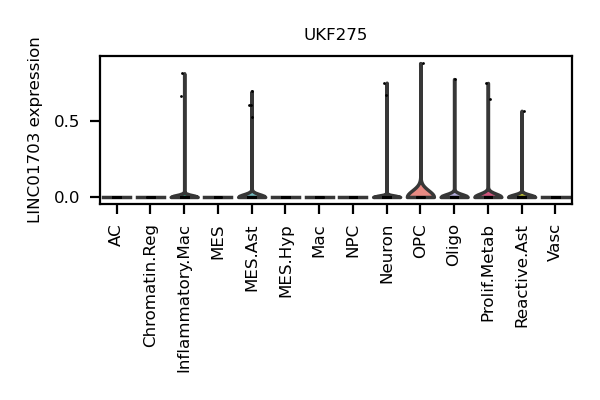 UKF275
LINC01703 expression
0.5
0.0
AC
Chromatin.Reg
Inflammatory.Mac
MES
MES.Ast
MES.Hyp
Mac
NPC
Neuron
OPC
Oligo
Prolif.Metab
Reactive.Ast
Vasc